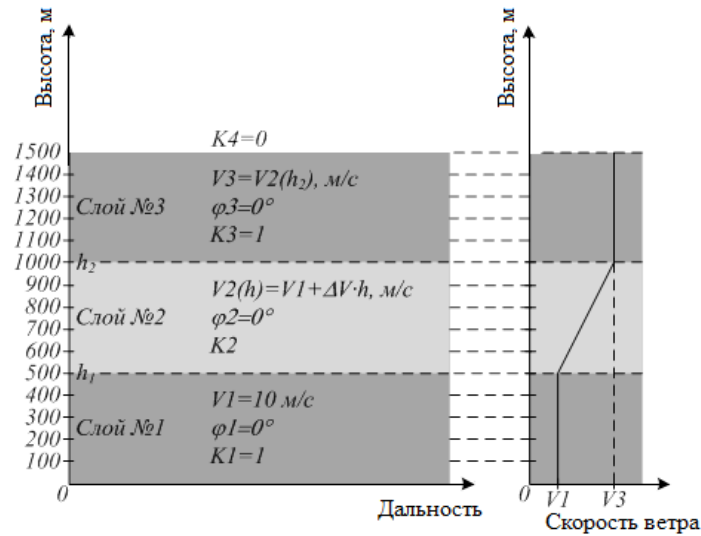 Высота, м
K4=0
1500
1400
1300
1200
1100
1000
900
800
700
600
500
400
300
200
100
0
Слой №3
V3=V2(h₂), м/с
φ3=0°
K3=1
h₂
Слой №2
V2(h)=V1+ΔV·h, м/с
φ2=0°
K2
h₁
Слой №1
V1=10 м/с
φ1=0°
K1=1
Дальность
Высота, м
0
V1
V3
Скорость ветра